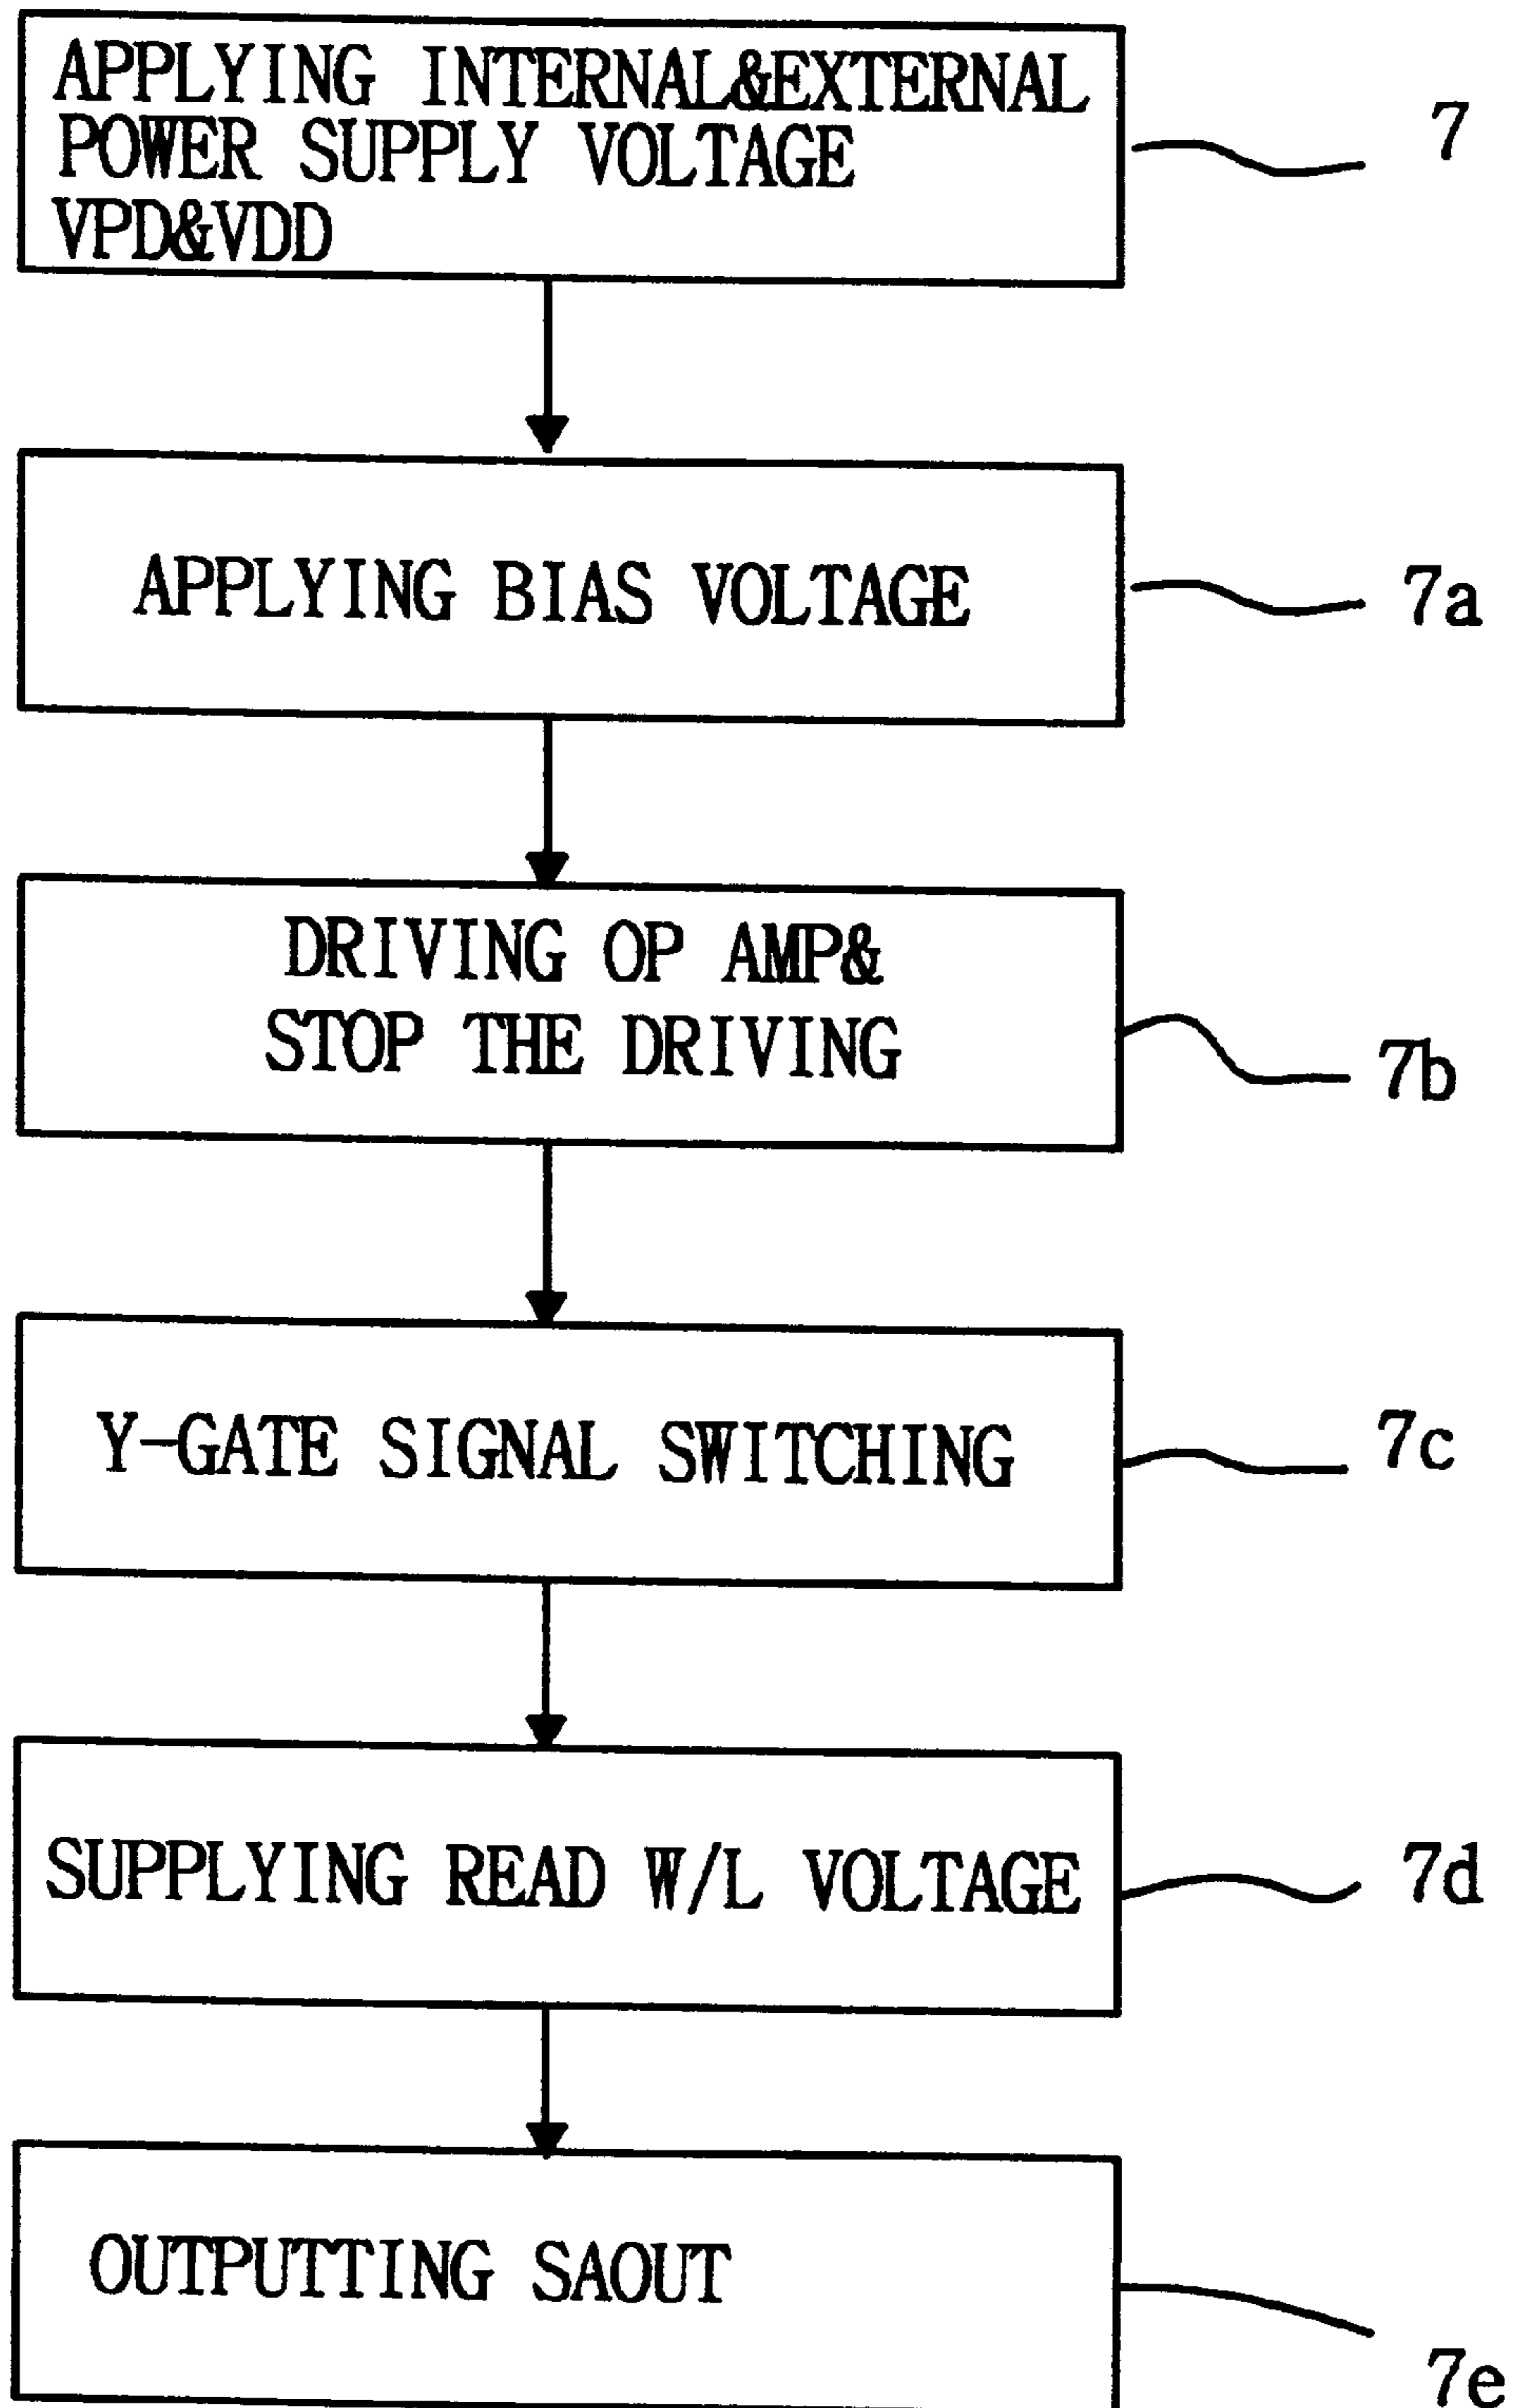 APPLYING INTERNAL&EXTERNAL
POWER SUPPLY VOLTAGE
VPD&VDD
7
APPLYING BIAS VOLTAGE
7a
DRIVING OP AMP&
STOP THE DRIVING
7b
Y-GATE SIGNAL SWITCHING
7c
SUPPLYING READ W/L VOLTAGE
7d
OUTPUTTING SAOUT
7e